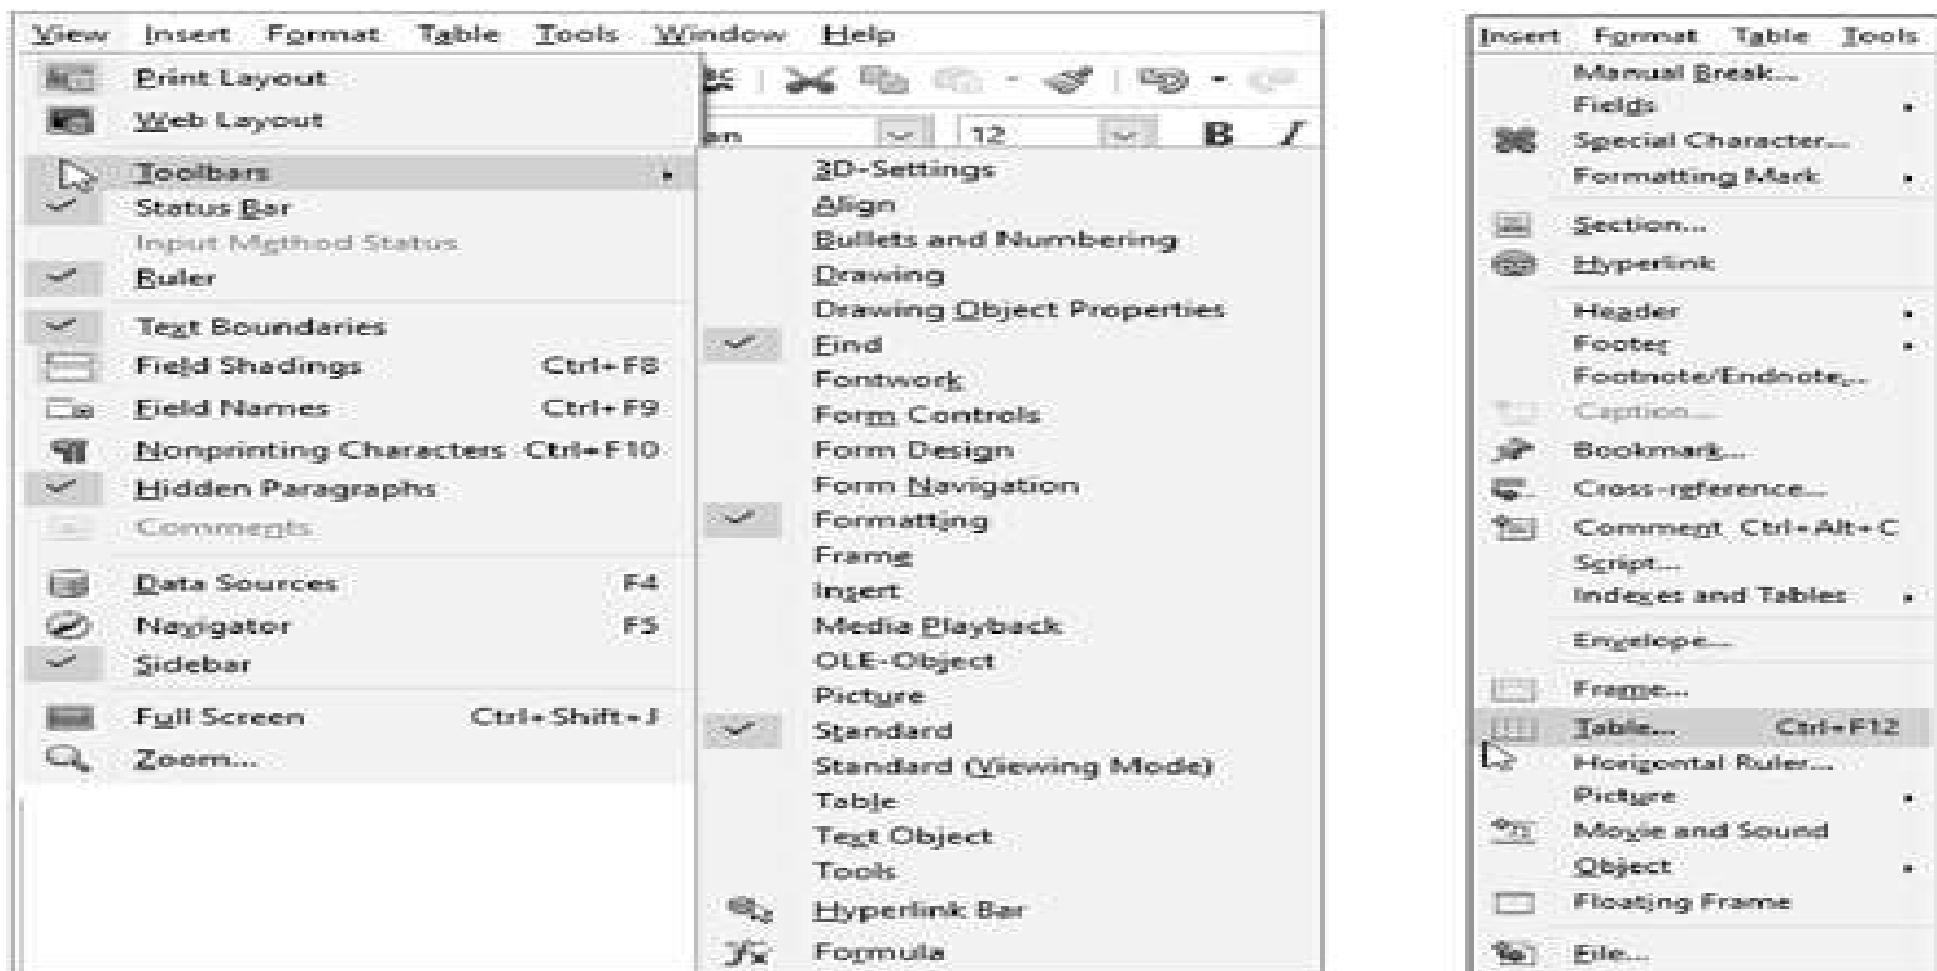 View Insert Format Table Tools Window Help
Print Layout
Web Layout
an 12 B I
Toolbars
Status Bar
Input Method Status
Ruler
Text Boundaries
Field Shadings Ctrl+F8
Field Names Ctrl+F9
Nonprinting Characters Ctrl+F10
Hidden Paragraphs
Comments
Data Sources F4
Navigator F5
Sidebar
Full Screen Ctrl+Shift+J
Zoom...
3D-Settings
Align
Bullets and Numbering
Drawing
Drawing Object Properties
Find
Fontwork
Form Controls
Form Design
Form Navigation
Formatting
Frame
Insert
Media Playback
OLE-Object
Picture
Standard
Standard (Viewing Mode)
Table
Text Object
Tools
Hyperlink Bar
Formula
Insert Format Table Tools
Manual Break...
Fields
Special Character...
Formatting Mark
Section...
Hyperlink
Header
Footer
Footnote/Endnote...
Caption...
Bookmark...
Cross-reference...
Comment Ctrl+Alt+C
Script...
Indexes and Tables
Envelope...
Frame...
Table... Ctrl+F12
Horizontal Ruler...
Picture
Movie and Sound
Object
Floating Frame
File...